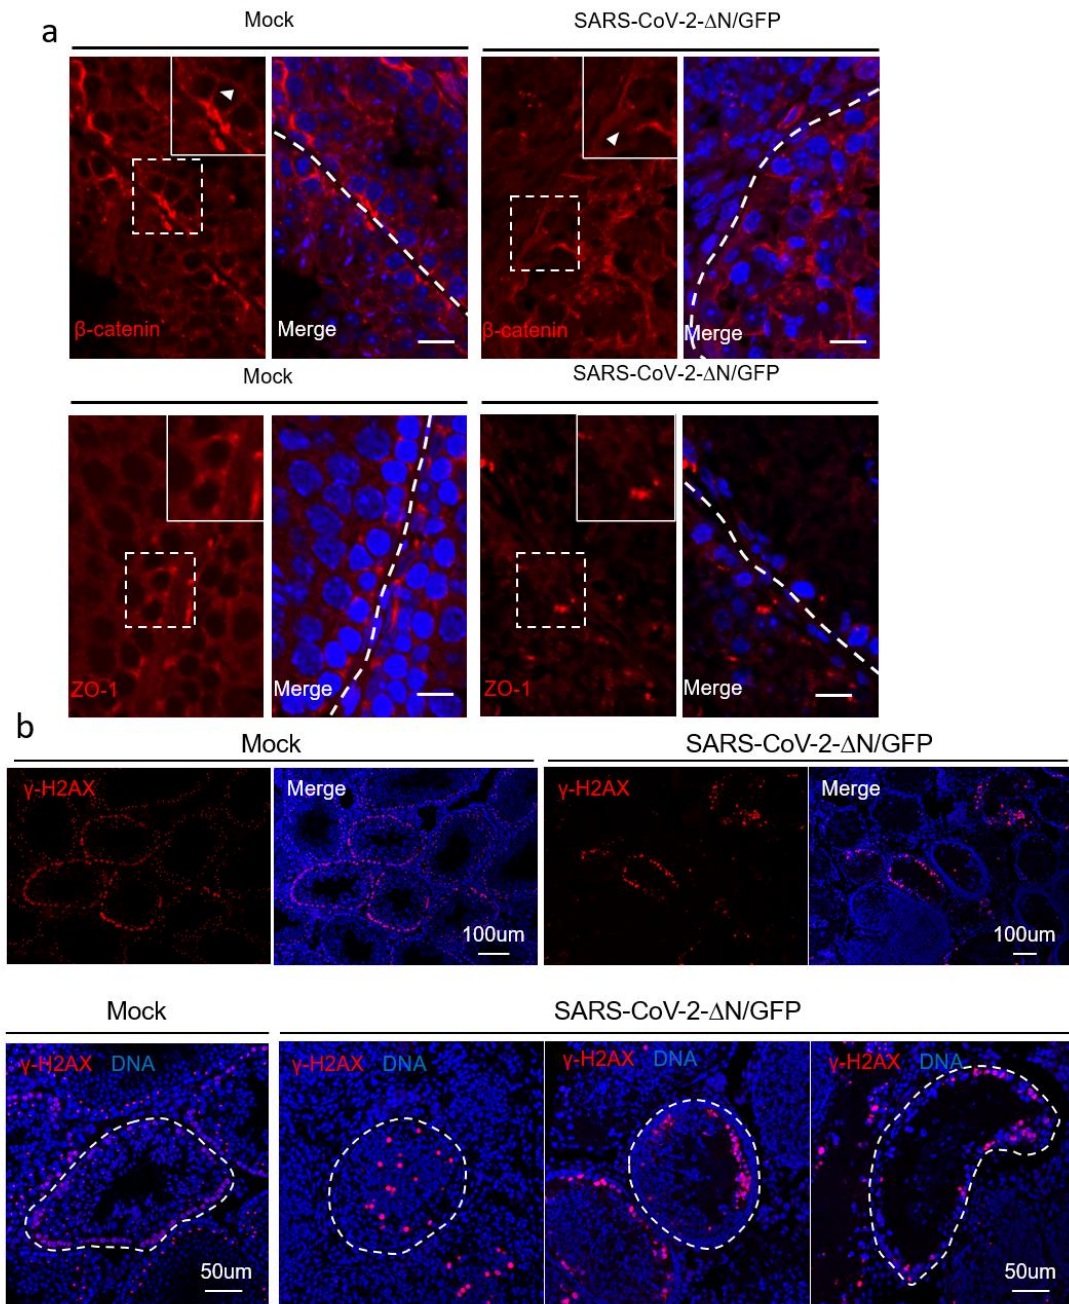 a
Mock SARS-CoV-2-ΔN/GFP
β-catenin Merge β-catenin Merge
Mock SARS-CoV-2-ΔN/GFP
ZO-1 Merge ZO-1 Merge
b
Mock SARS-CoV-2-ΔN/GFP
γ-H2AX Merge γ-H2AX Merge
100um 100um
Mock SARS-CoV-2-ΔN/GFP
γ-H2AX DNA γ-H2AX DNA γ-H2AX DNA γ-H2AX DNA
50um 50um